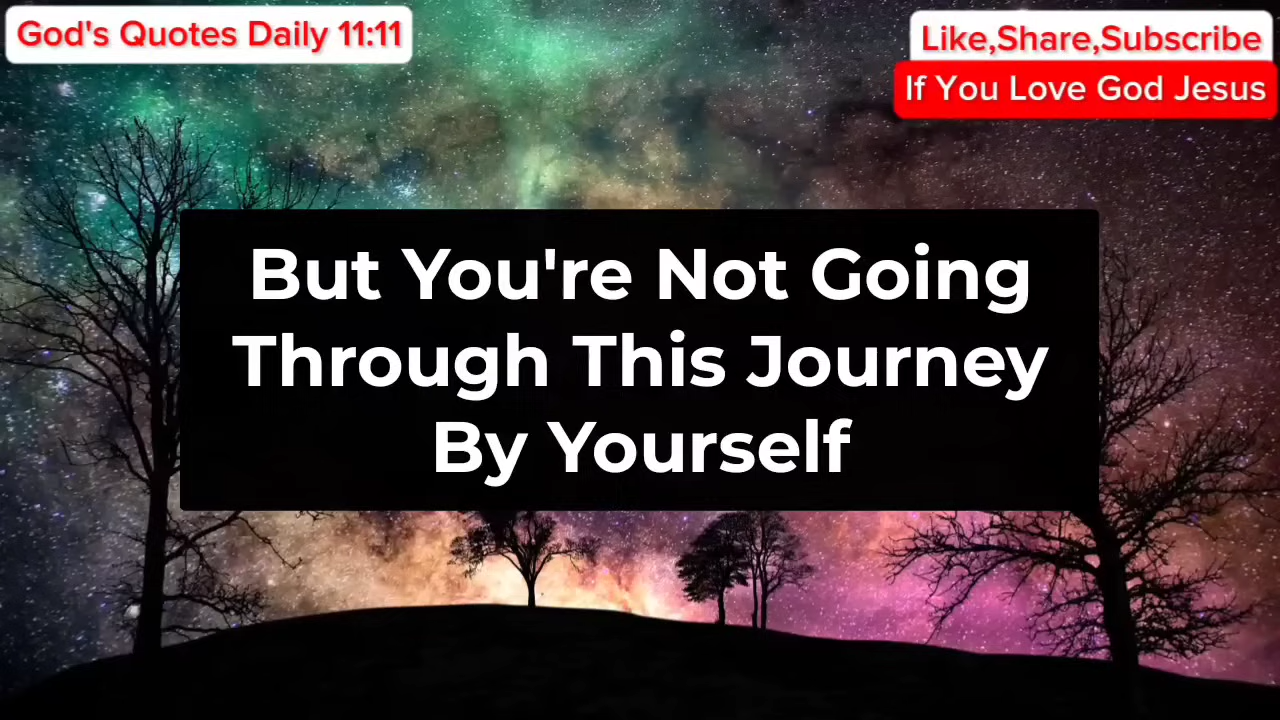 God's Quotes Daily 11:11
Like,Share,Subscribe
If You Love God Jesus
But You're Not Going
Through This Journey
By Yourself